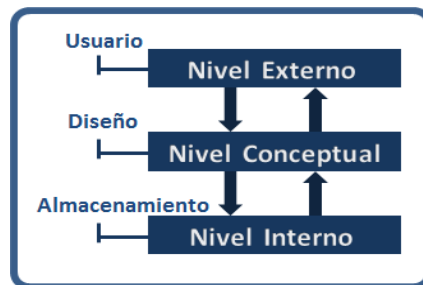 Usuario
Nivel Externo
Diseño
Nivel Conceptual
Almacenamiento
Nivel Interno